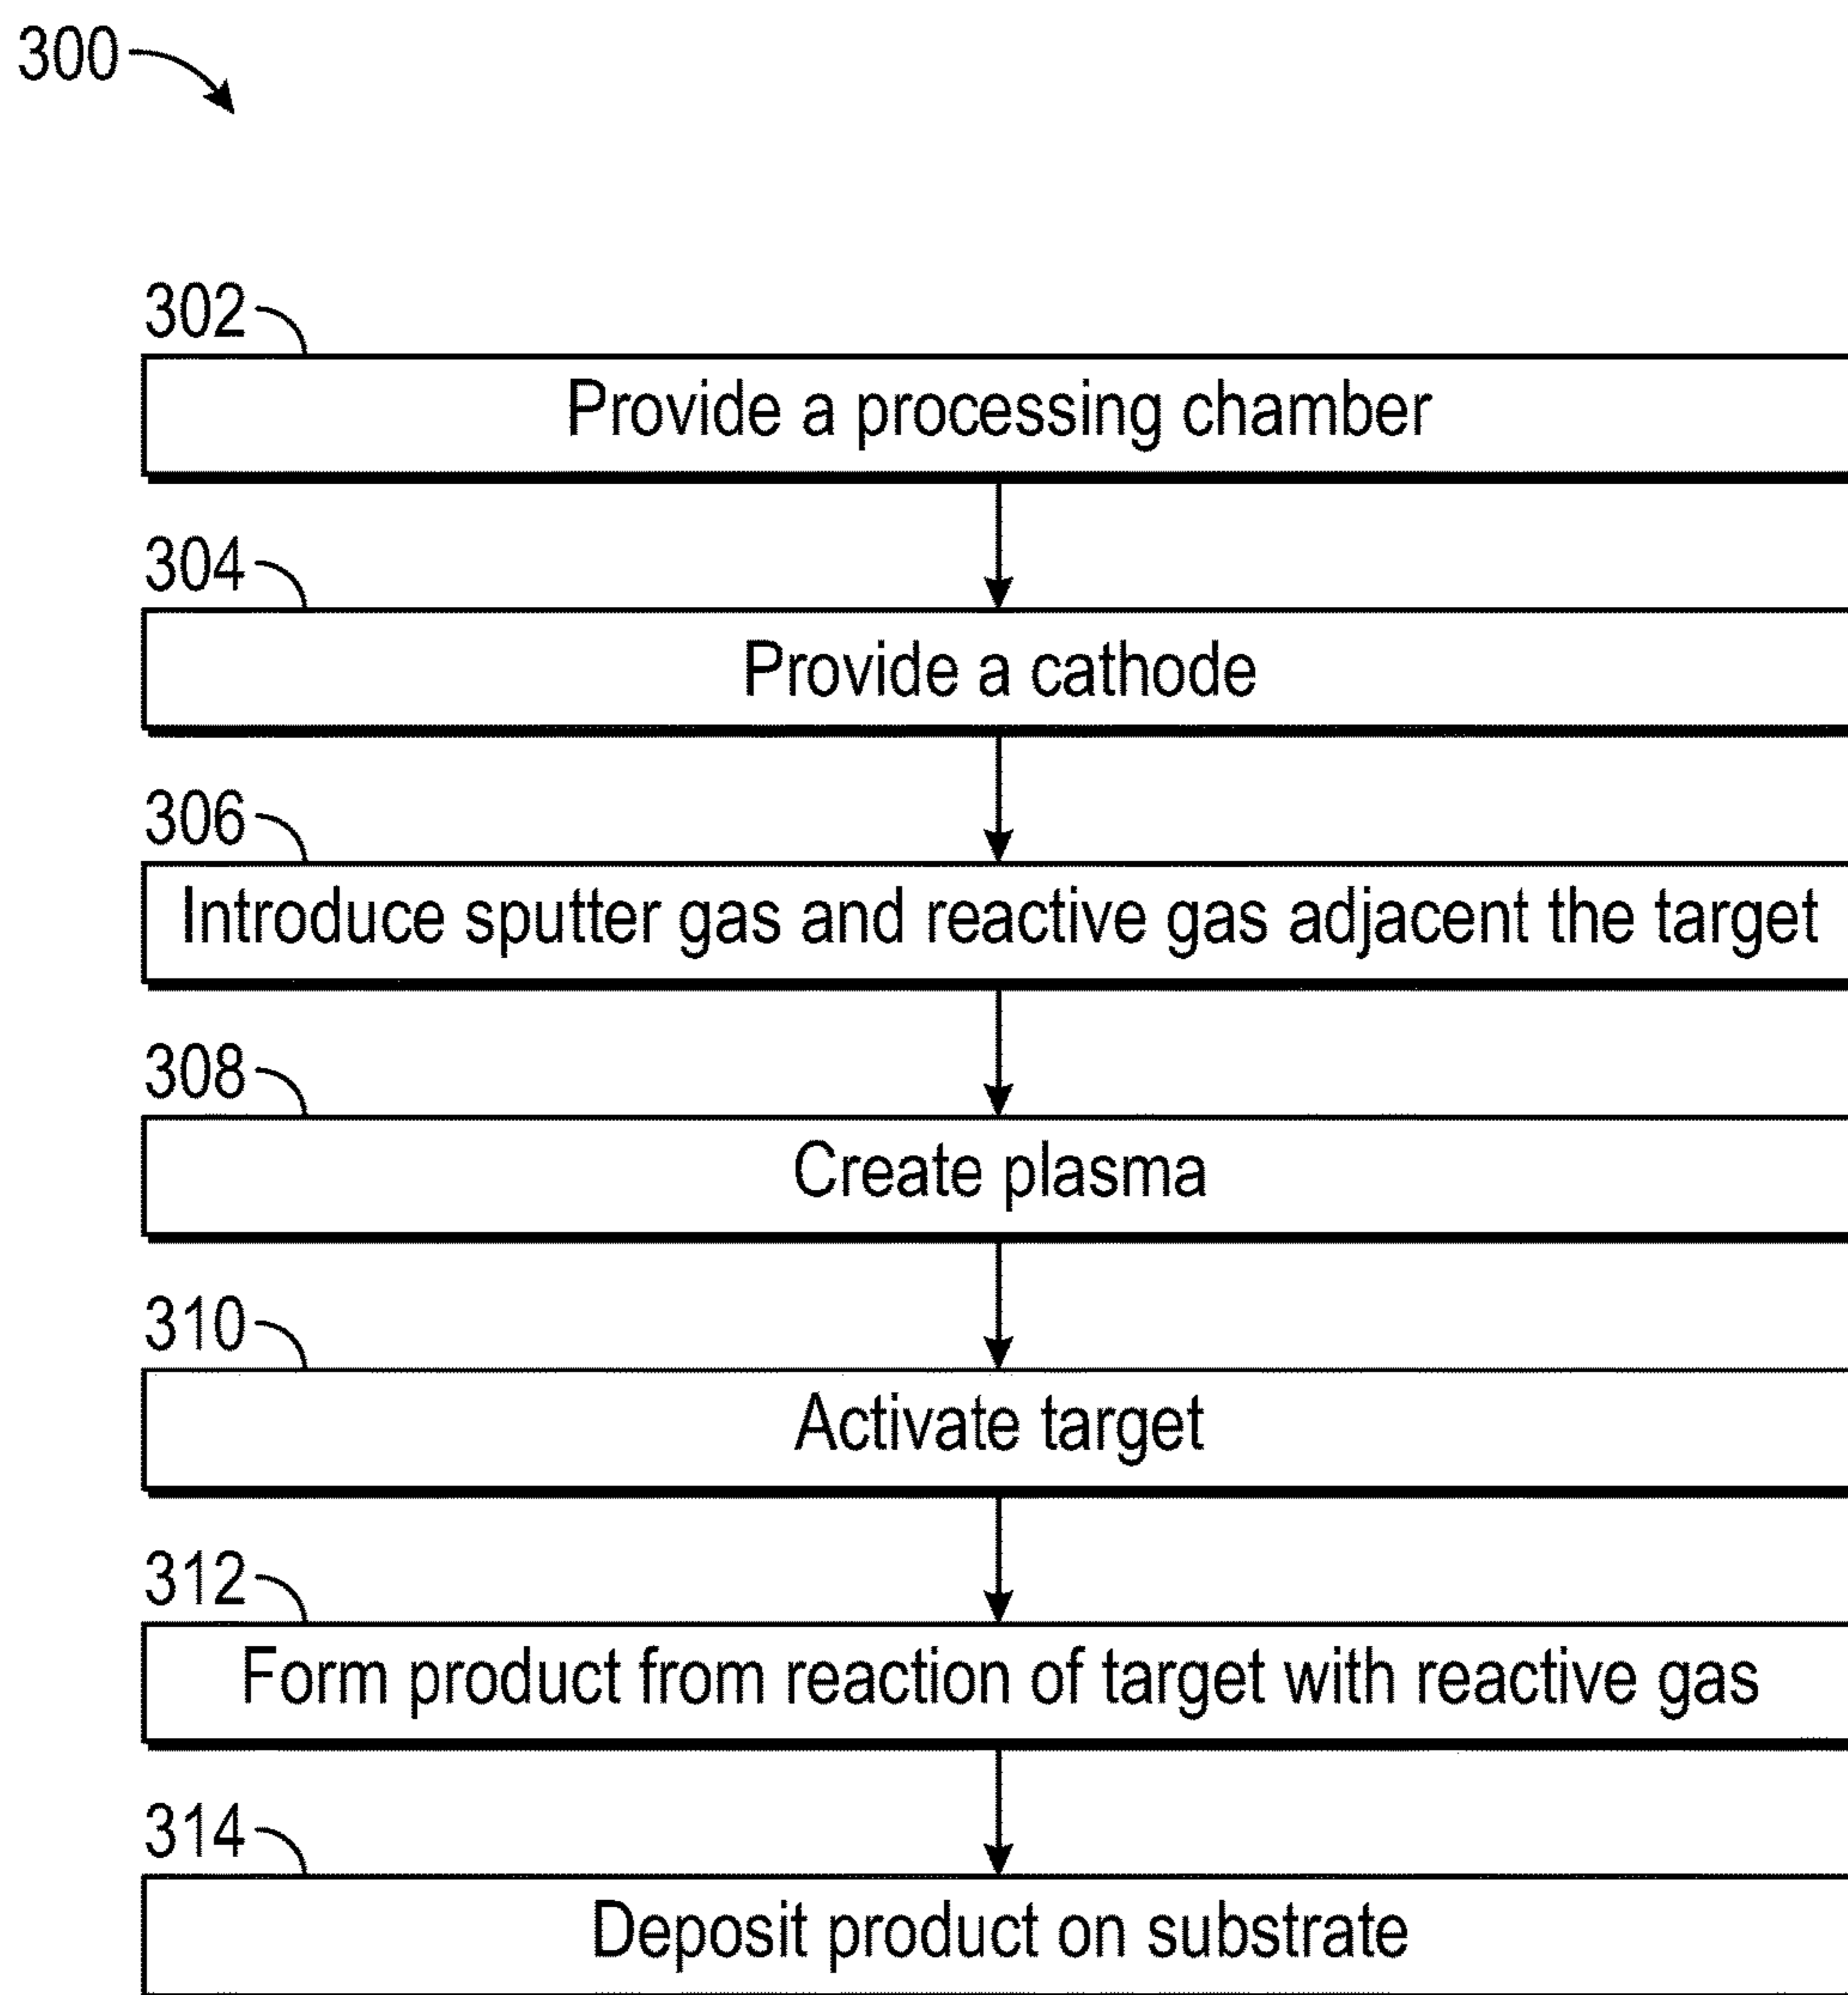 300
302
Provide a processing chamber
304
Provide a cathode
306
Introduce sputter gas and reactive gas adjacent the target
308
Create plasma
310
Activate target
312
Form product from reaction of target with reactive gas
314
Deposit product on substrate